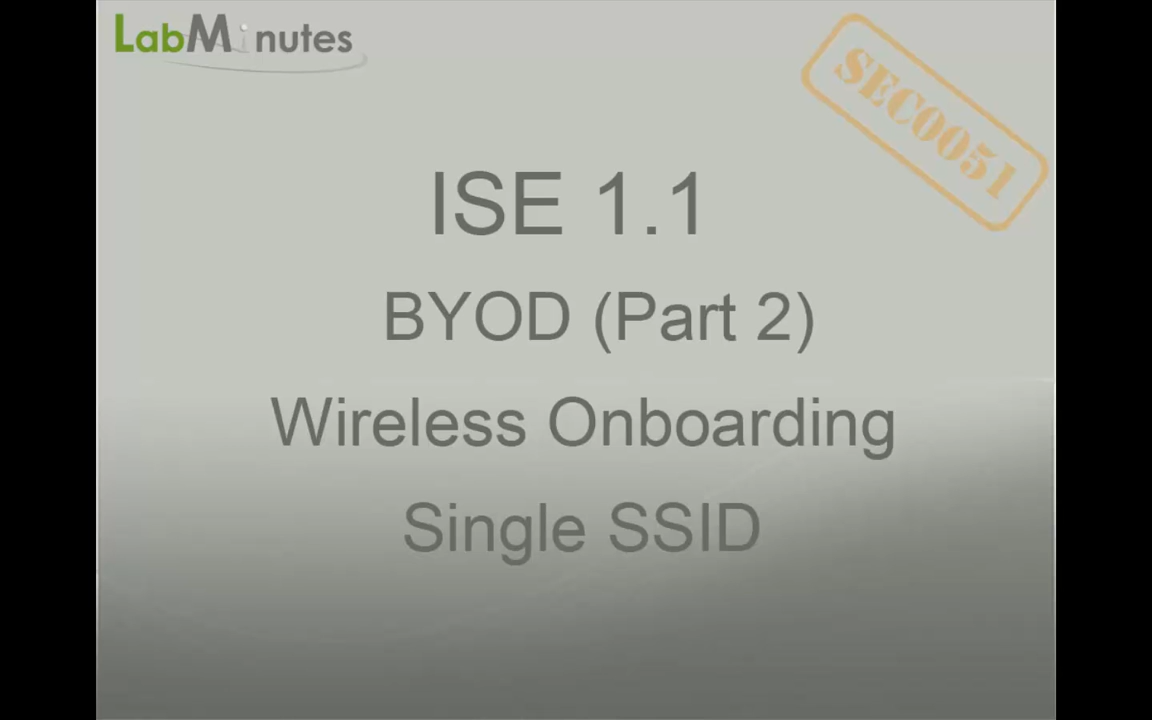 LabMinutes
SEC0051
ISE 1.1
BYOD (Part 2)
Wireless Onboarding
Single SSID